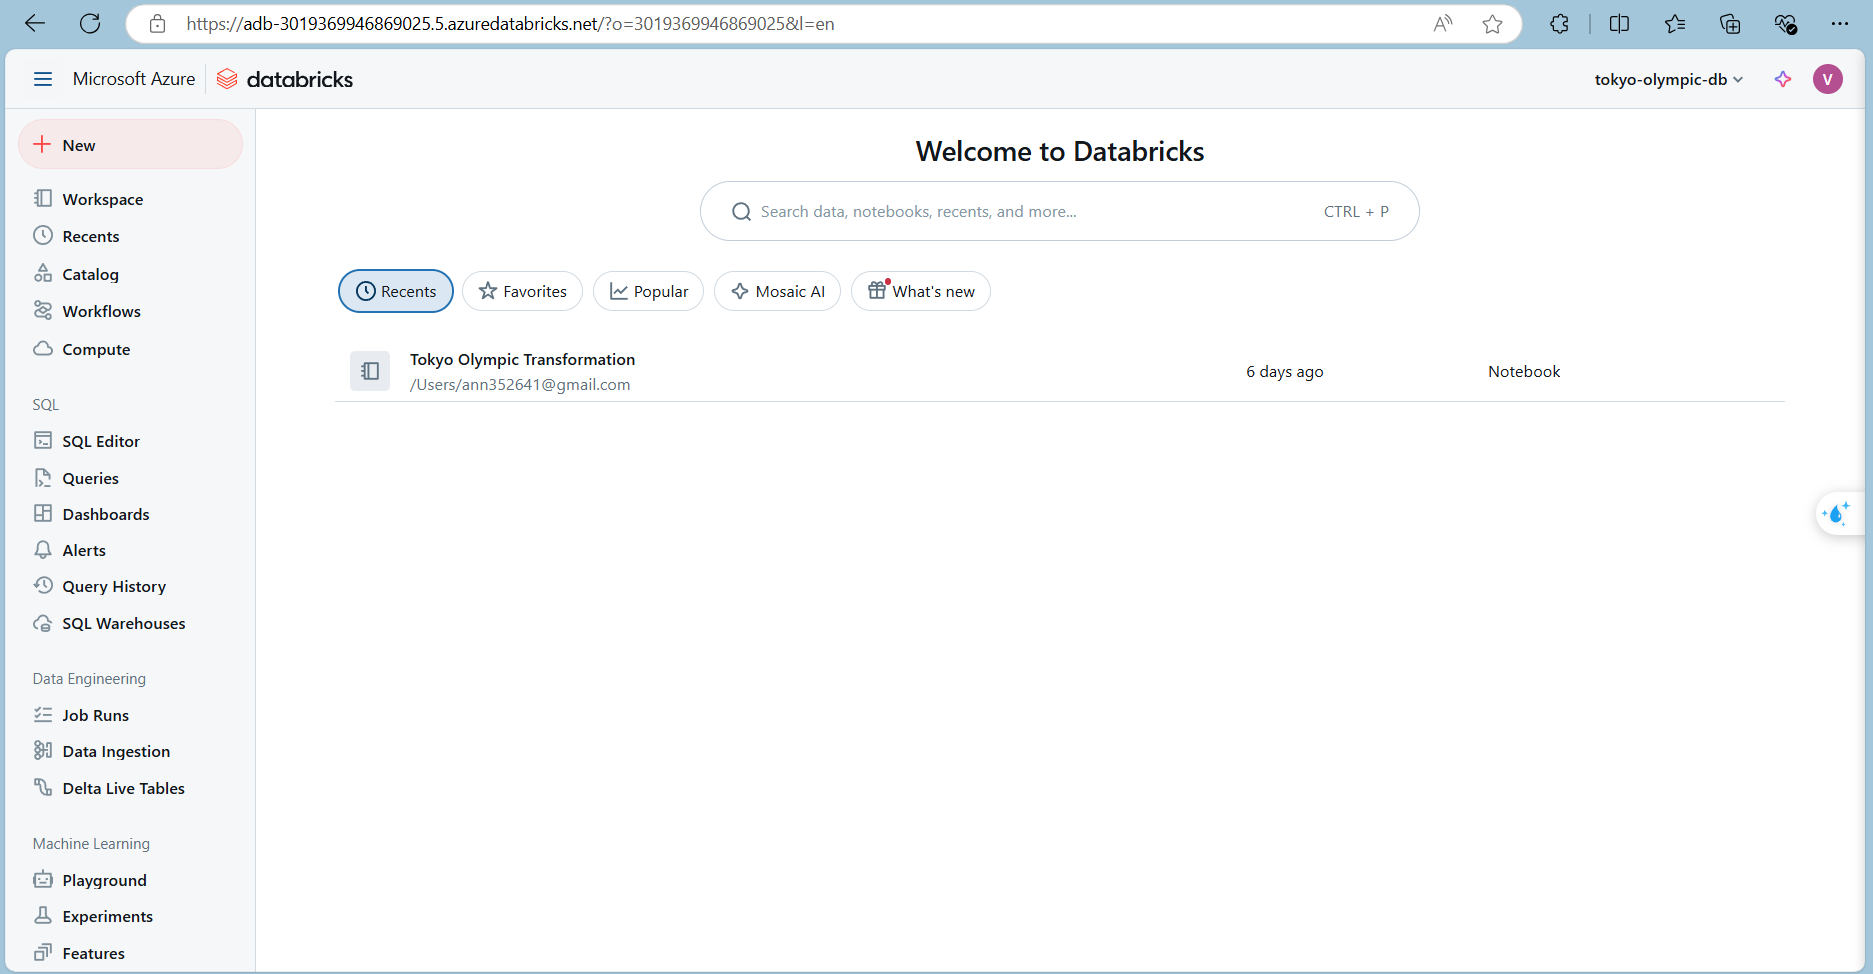 https://adb-3019369946869025.5.azuredatabricks.net/?o=3019369946869025&l=en
Microsoft Azure databricks
tokyo-olympic-db
V
New
Workspace
Recents
Catalog
Workflows
Compute
SQL
SQL Editor
Queries
Dashboards
Alerts
Query History
SQL Warehouses
Data Engineering
Job Runs
Data Ingestion
Delta Live Tables
Machine Learning
Playground
Experiments
Features
Welcome to Databricks
Search data, notebooks, recents, and more... CTRL + P
Recents Favorites Popular Mosaic AI What's new
Tokyo Olympic Transformation
/Users/ann352641@gmail.com
6 days ago
Notebook